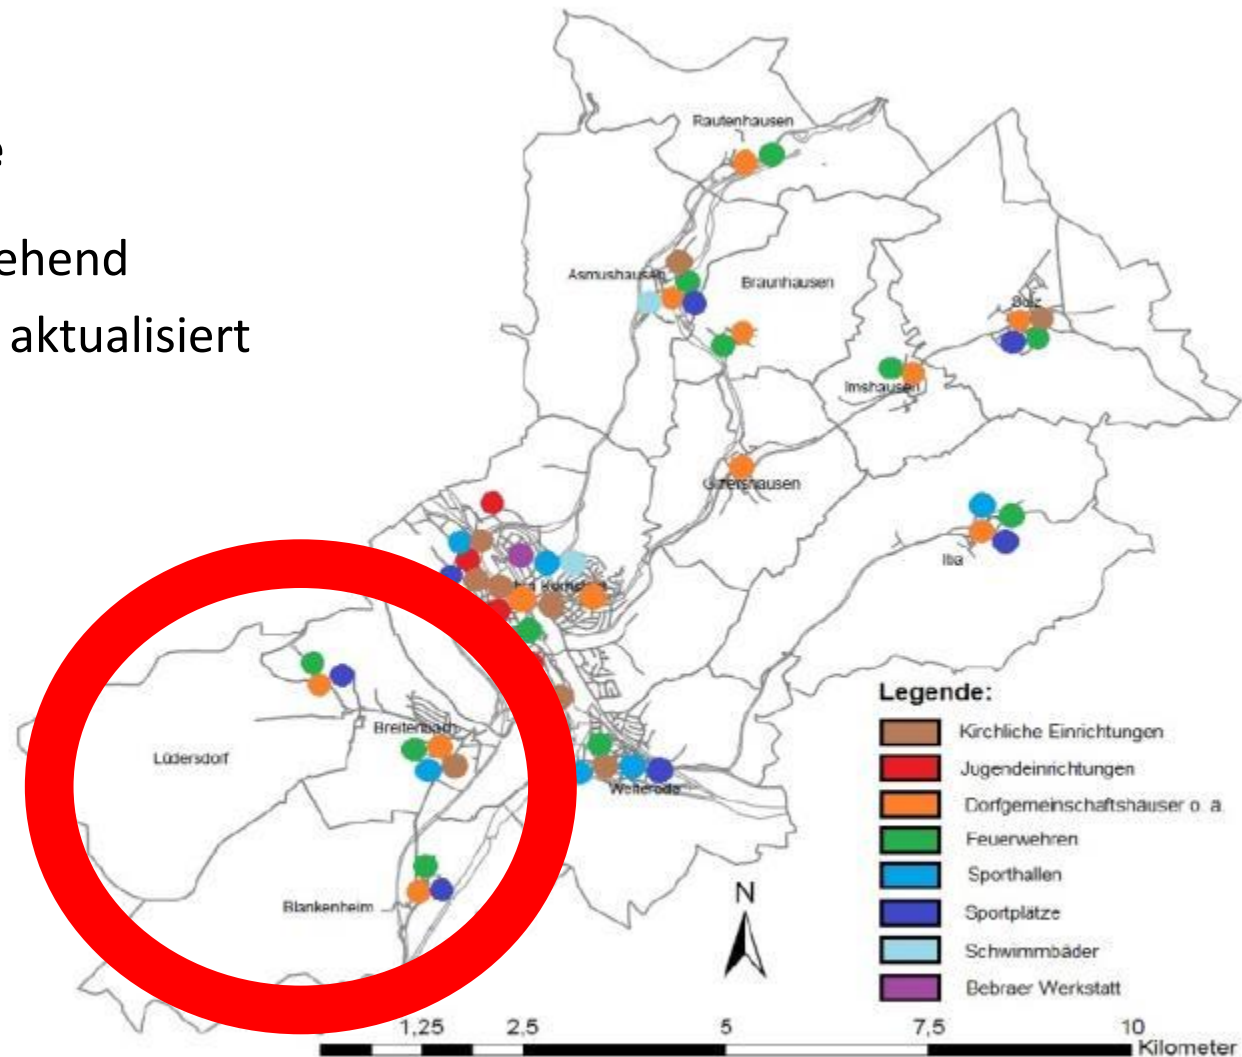 e
ehend
aktualisiert
Rautenhausen
Asmushausen
Braunhausen
Solz
Imshausen
Gilfershausen
Iba
Breitenbach
Lüdersdorf
Weiterode
Blankenheim
Legende:
Kirchliche Einrichtungen
Jugendeinrichtungen
Dorfgemeinschaftshäuser o. ä.
Feuerwehren
Sporthallen
Sportplätze
Schwimmbäder
Bebraer Werkstatt
N
1,25 2,5 5 7,5 10
Kilometer